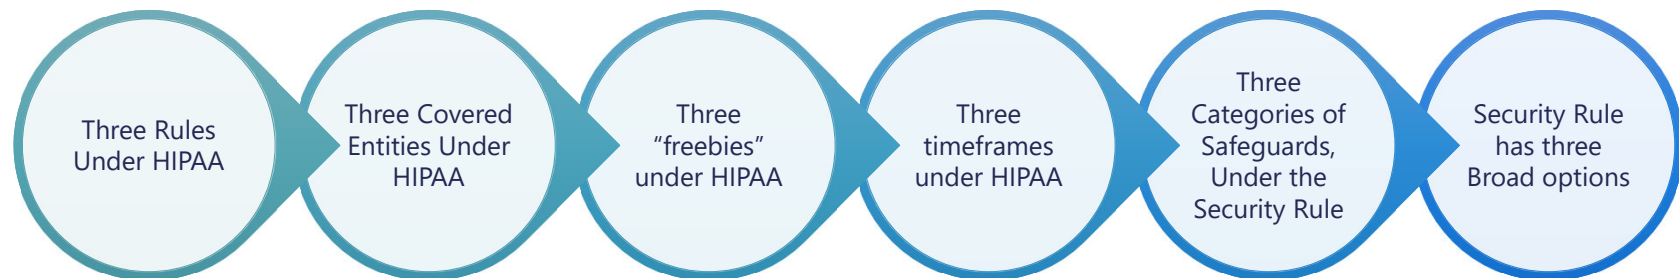 Three Rules
Under HIPAA
Three Covered
Entities Under
HIPAA
Three
“freebies”
under HIPAA
Three
timeframes
under HIPAA
Three
Categories of
Safeguards,
Under the
Security Rule
Security Rule
has three
Broad options